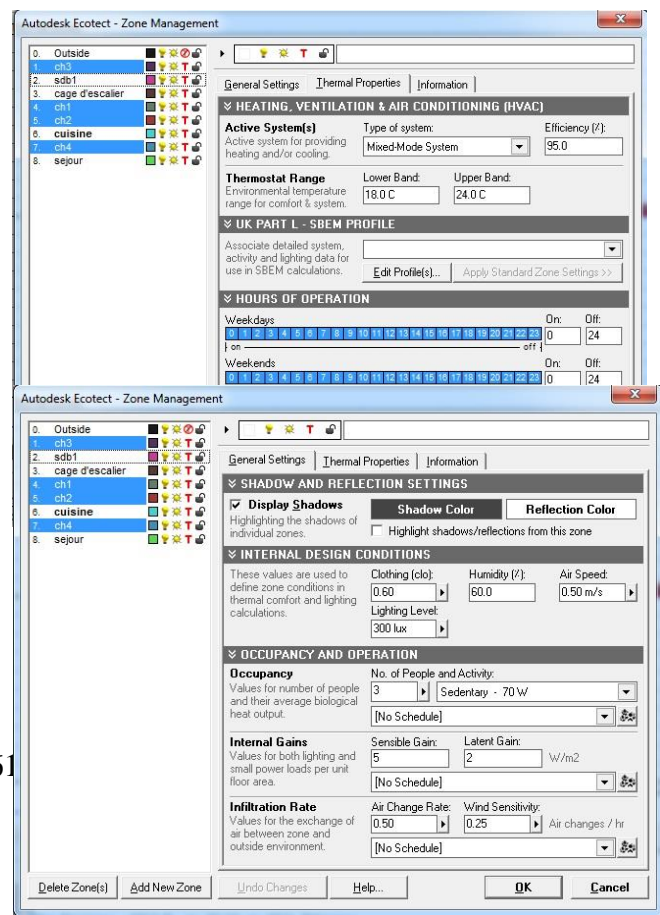 Autodesk Ecotect - Zone Management
0. Outside
1. ch3
2. sdb1
3. cage d'escalier
4. ch1
5. ch2
6. cuisine
7. ch4
8. sejour
General Settings Thermal Properties Information
HEATING, VENTILATION & AIR CONDITIONING (HVAC)
Active System(s) Type of system: Efficiency (%):
Active system for providing
heating and/or cooling.
Mixed-Mode System 95.0
Thermostat Range Lower Band: Upper Band:
Environmental temperature
range for comfort & system.
18.0 C 24.0 C
UK PART L - SBEM PROFILE
Associate detailed system,
activity and lighting data for
use in SBEM calculations.
Edit Profile(s)... Apply Standard Zone Settings >>
HOURS OF OPERATION
Weekdays On: Off:
0 1 2 3 4 5 6 7 8 9 10 11 12 13 14 15 16 17 18 19 20 21 22 23 0 24
on off
Weekends On: Off:
0 1 2 3 4 5 6 7 8 9 10 11 12 13 14 15 16 17 18 19 20 21 22 23 0 24
Autodesk Ecotect - Zone Management
0. Outside
1. ch3
2. sdb1
3. cage d'escalier
4. ch1
5. ch2
6. cuisine
7. ch4
8. sejour
General Settings Thermal Properties Information
SHADOW AND REFLECTION SETTINGS
Display Shadows Shadow Color Reflection Color
Highlighting the shadows of
individual zones.
Highlight shadows/reflections from this zone
INTERNAL DESIGN CONDITIONS
These values are used to
define zone conditions in
thermal comfort and lighting
calculations.
Clothing (clo): Humidity (%): Air Speed:
0.60 60.0 0.50 m/s
Lighting Level:
300 lux
OCCUPANCY AND OPERATION
Occupancy No. of People and Activity:
Values for number of people
and their average biological
heat output.
3 Sedentary - 70 W
[No Schedule]
Internal Gains Sensible Gain: Latent Gain:
Values for both lighting and
small power loads per unit
floor area.
5 2 W/m2
[No Schedule]
Infiltration Rate Air Change Rate: Wind Sensitivity:
Values for the exchange of
air between zone and
outside environment.
0.50 0.25 Air changes / hr
[No Schedule]
Delete Zone(s) Add New Zone Undo Changes Help... OK Cancel